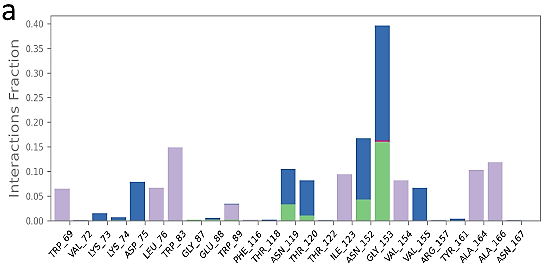 a
Interactions Fraction
0.40
0.35
0.30
0.25
0.20
0.15
0.10
0.05
0.00
TRP_69
VAL_72
LYS_73
LYS_74
ASP_75
LEU_76
TRP_83
GLY_87
GLU_88
TRP_89
PHE_116
THR_118
ASN_119
THR_120
THR_122
ILE_123
ASN_152
GLY_153
VAL_154
VAL_155
ARG_157
TYR_161
ALA_164
ALA_166
ASN_167